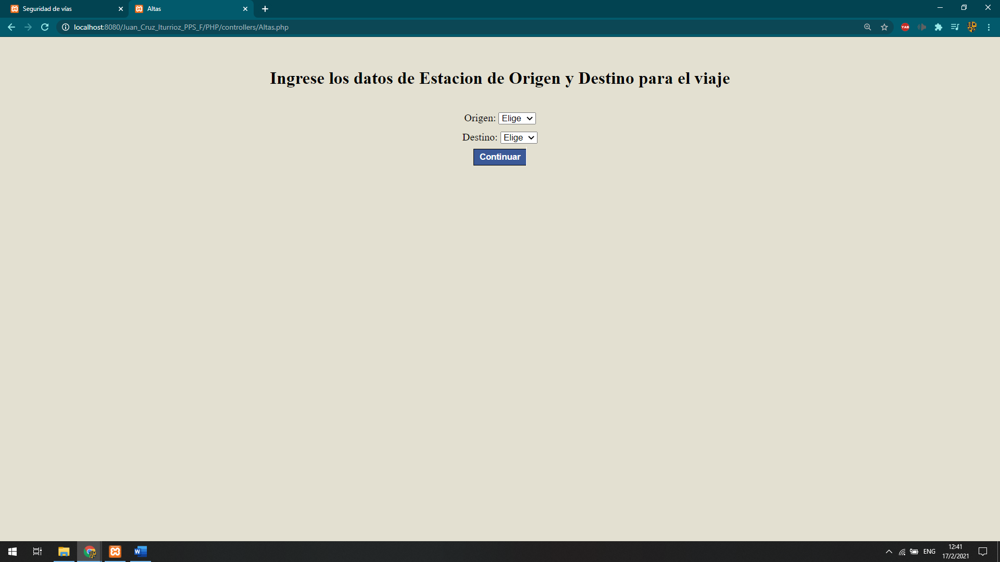 Seguridad de vías
Altas
localhost:8080/Juan_Cruz_Iturrioz_PPS_F/PHP/controllers/Altas.php
YAB
Ingrese los datos de Estacion de Origen y Destino para el viaje
Origen: Elige
Destino: Elige
Continuar
W
ENG
12:41
17/2/2021